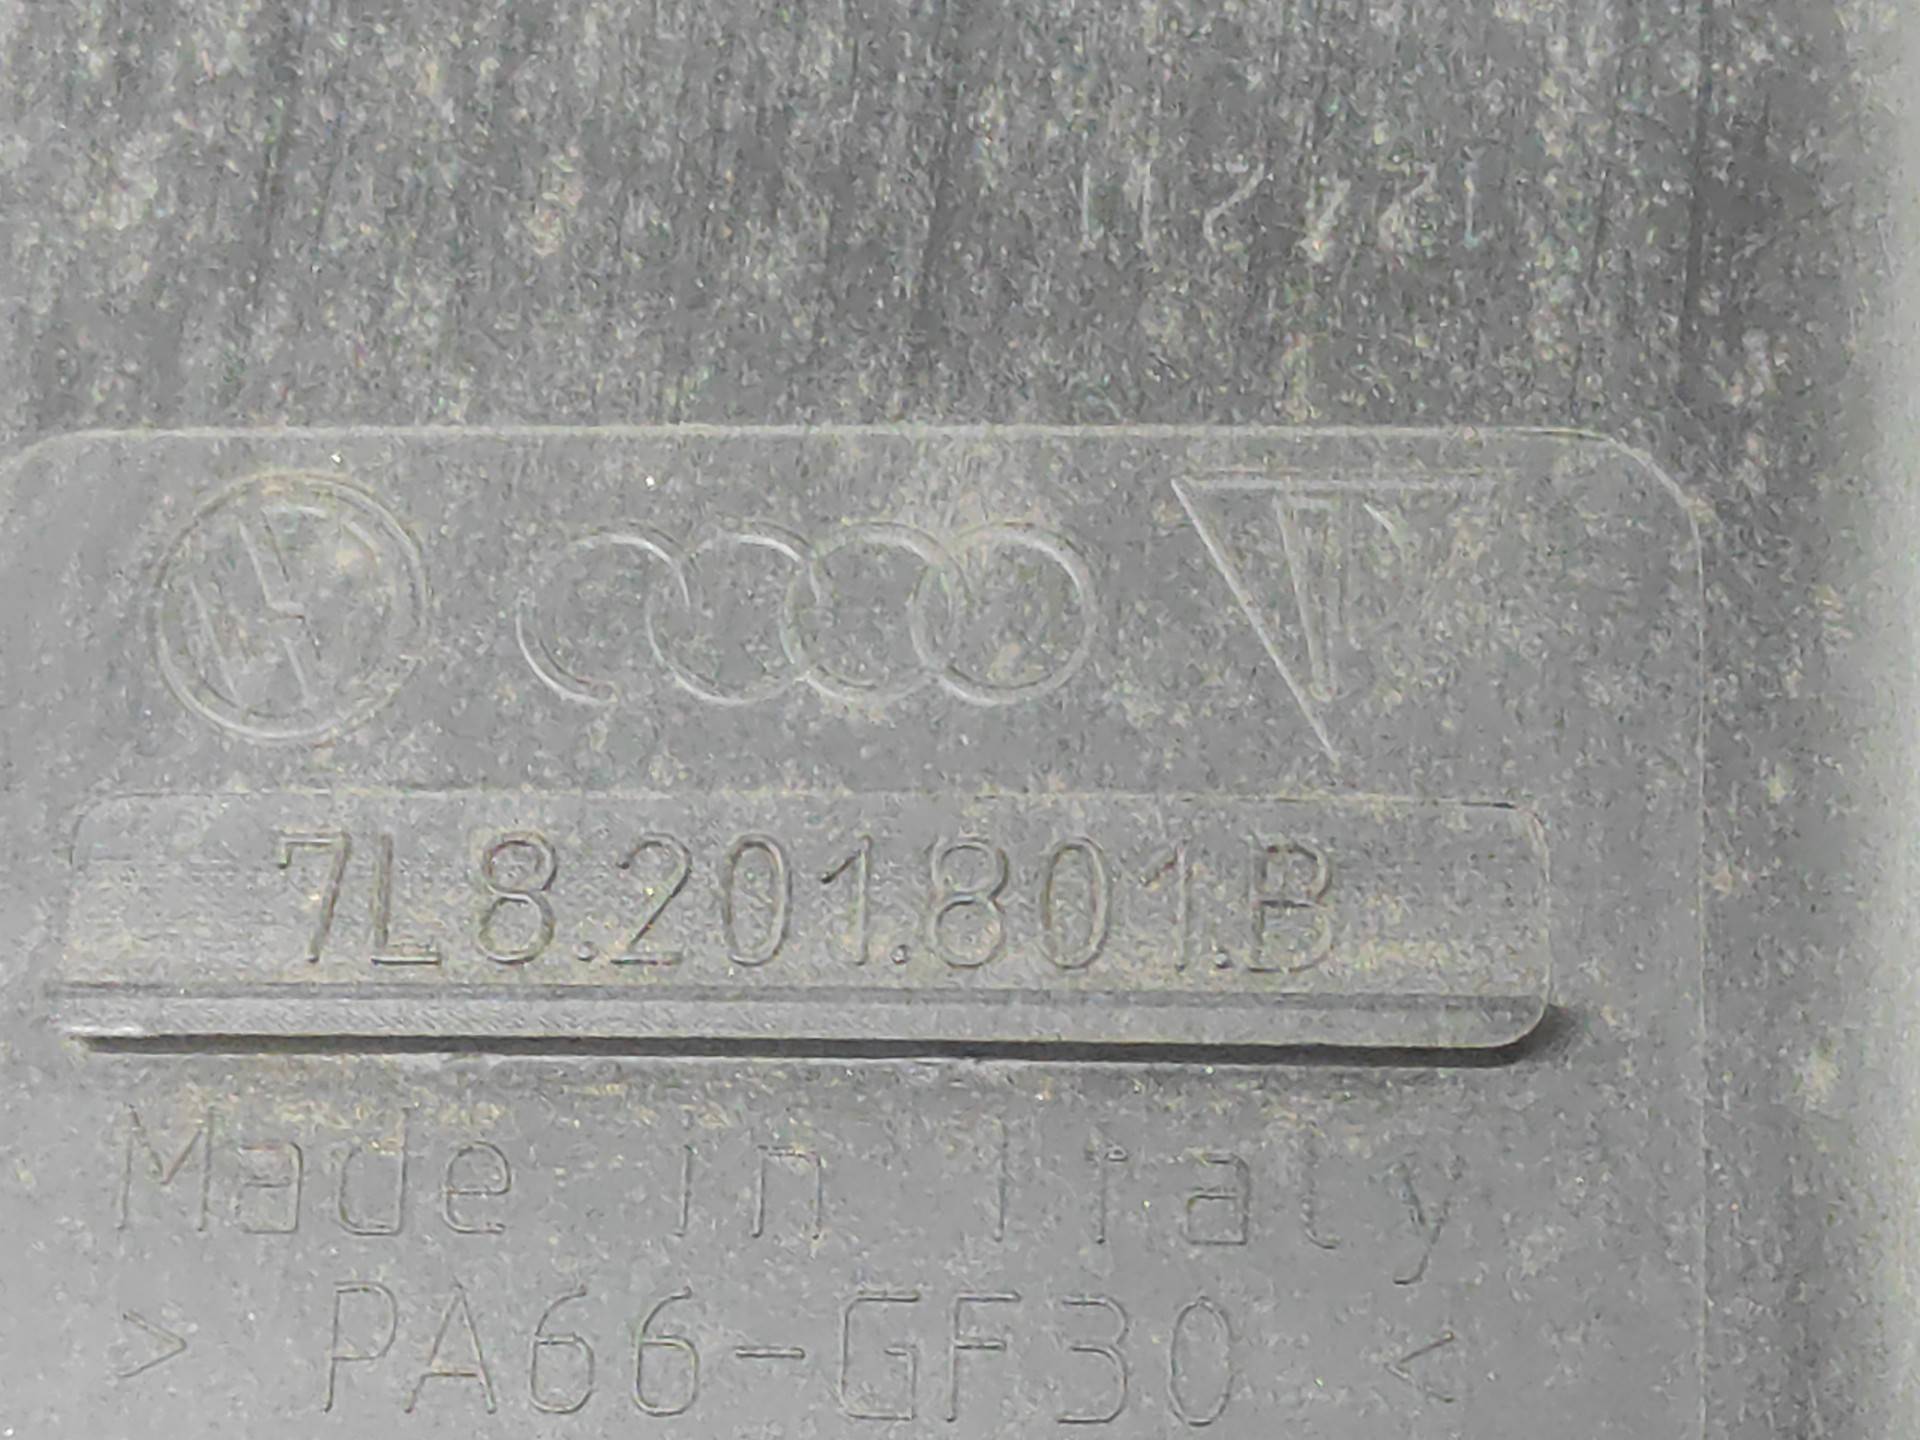 7L8.201.801.B
Made in Italy
> PA66-GF30 <